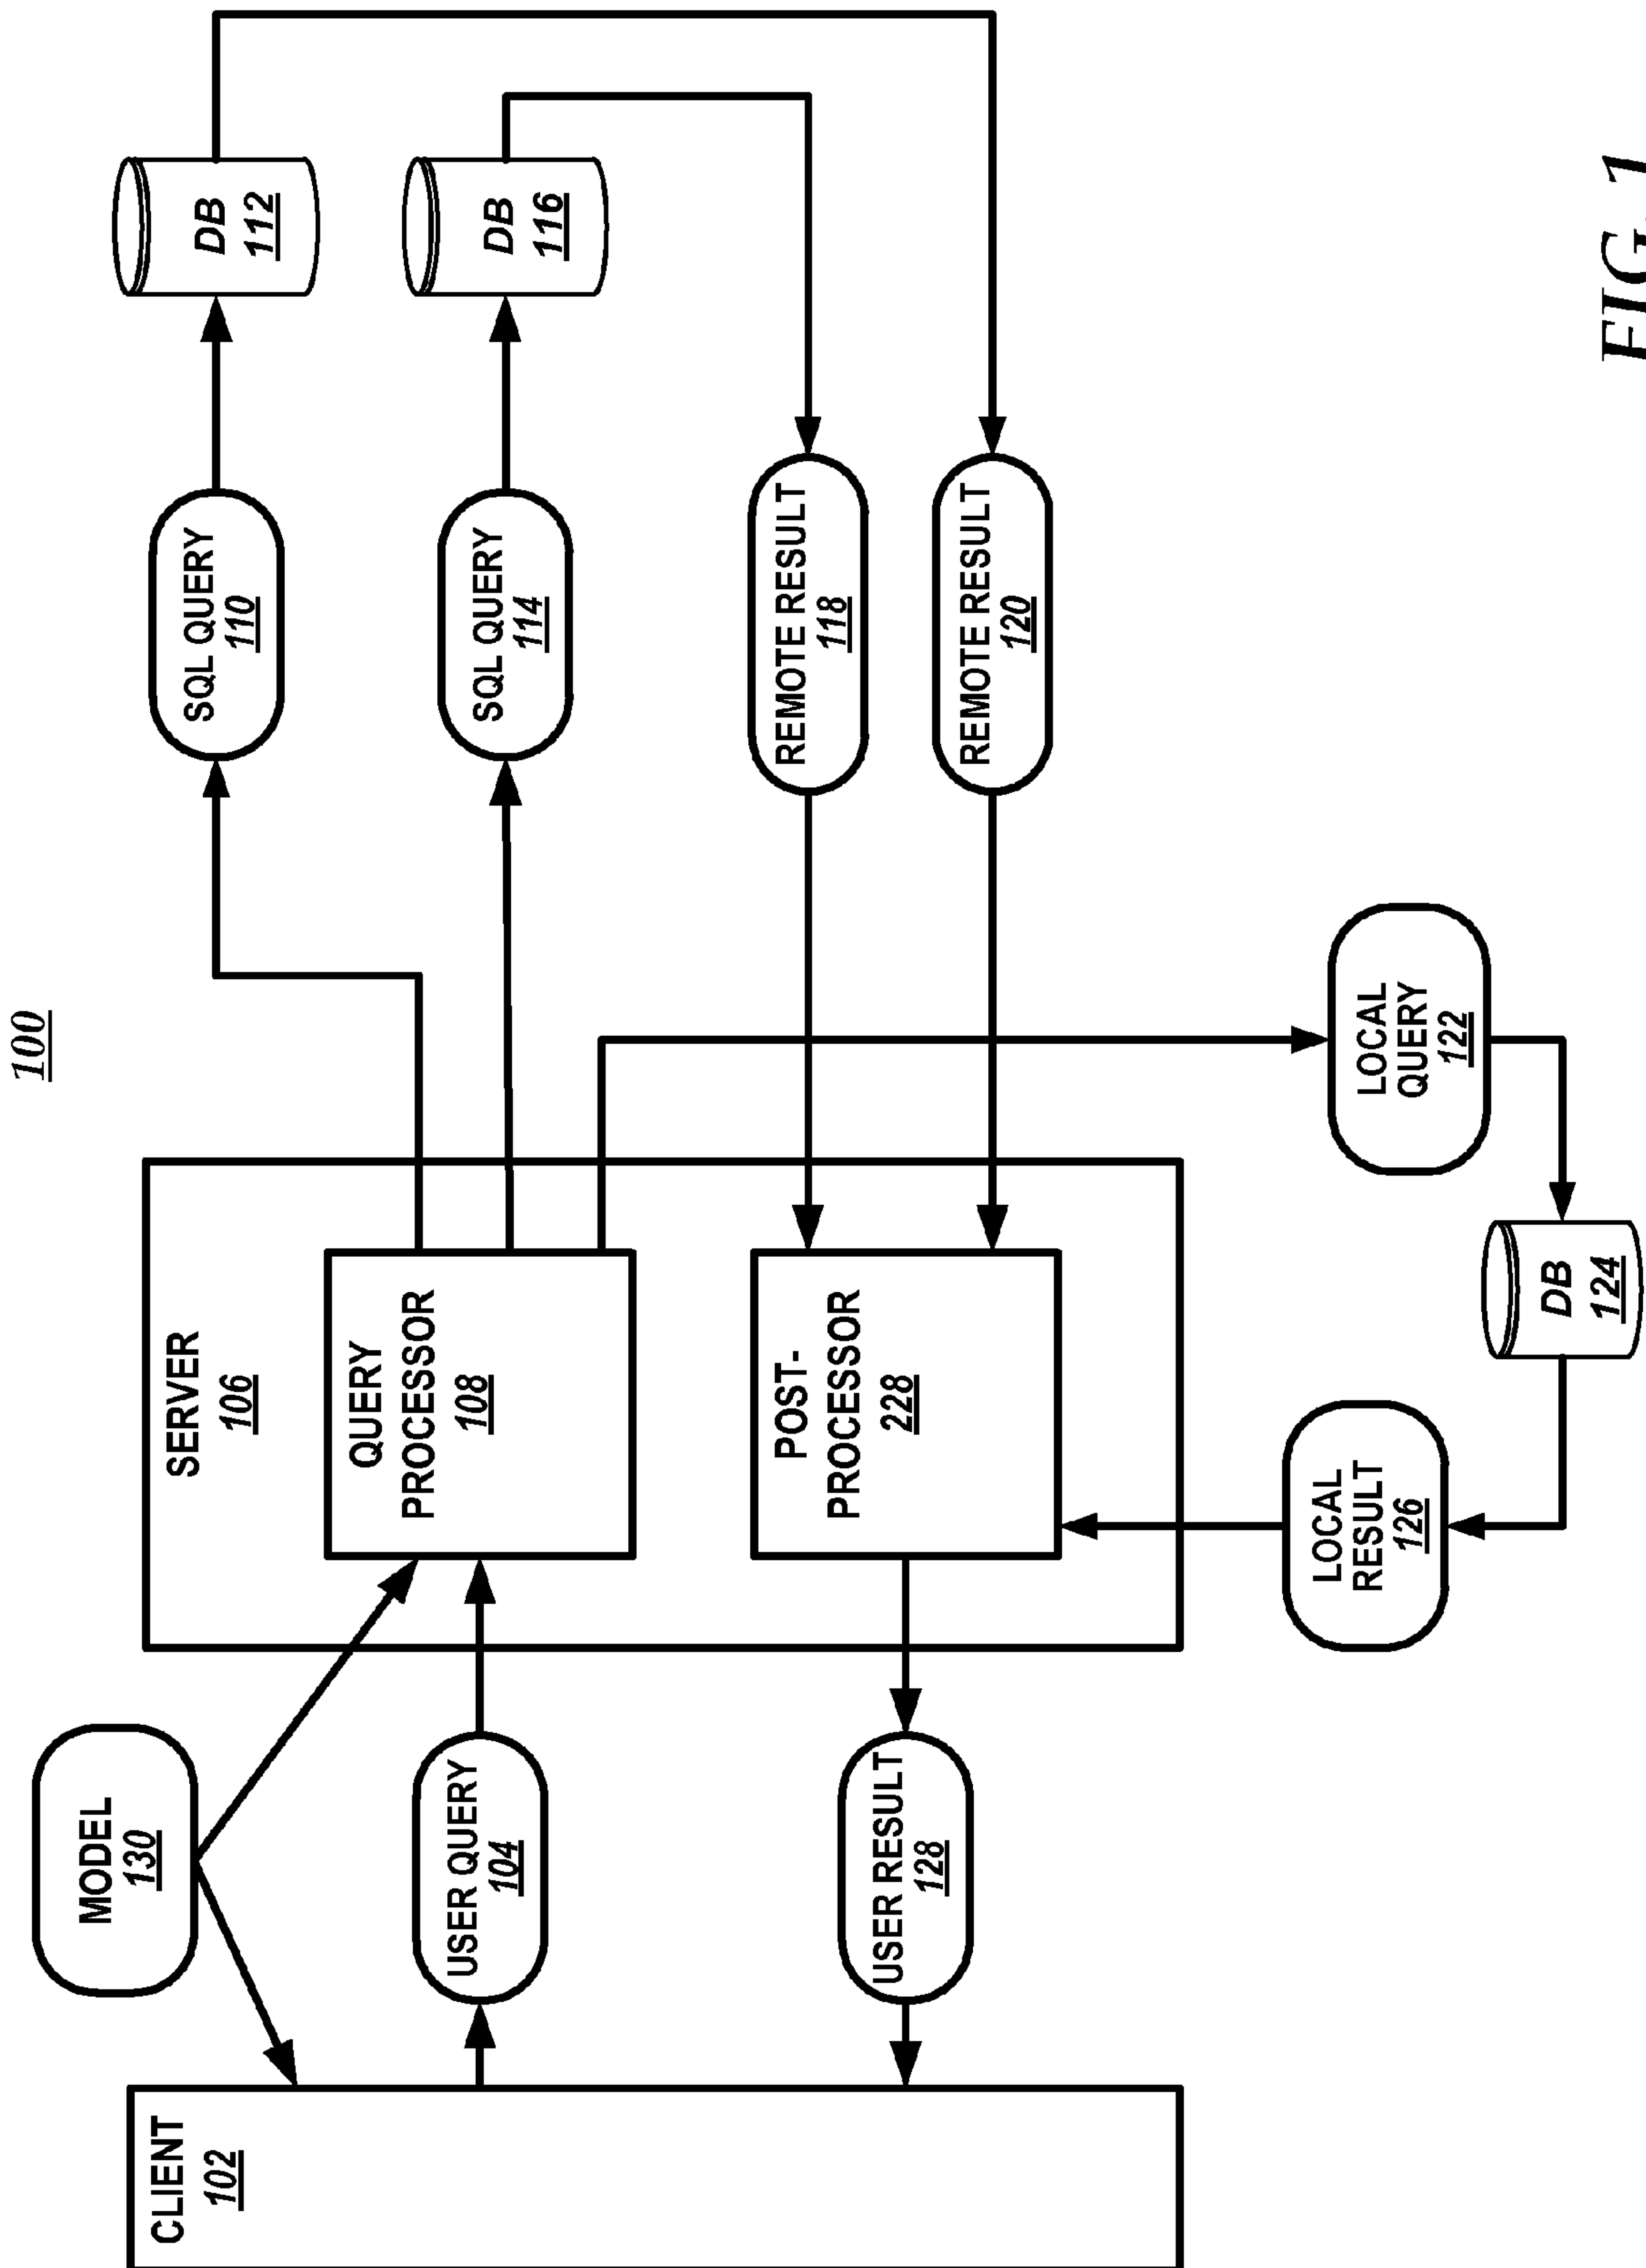 100
CLIENT
102
MODEL
130
USER QUERY
104
USER RESULT
128
SERVER
106
QUERY
PROCESSOR
108
POST-
PROCESSOR
228
SQL QUERY
110
SQL QUERY
114
DB
112
DB
116
REMOTE RESULT
118
REMOTE RESULT
120
LOCAL
QUERY
122
DB
124
LOCAL
RESULT
126
FIG. 1